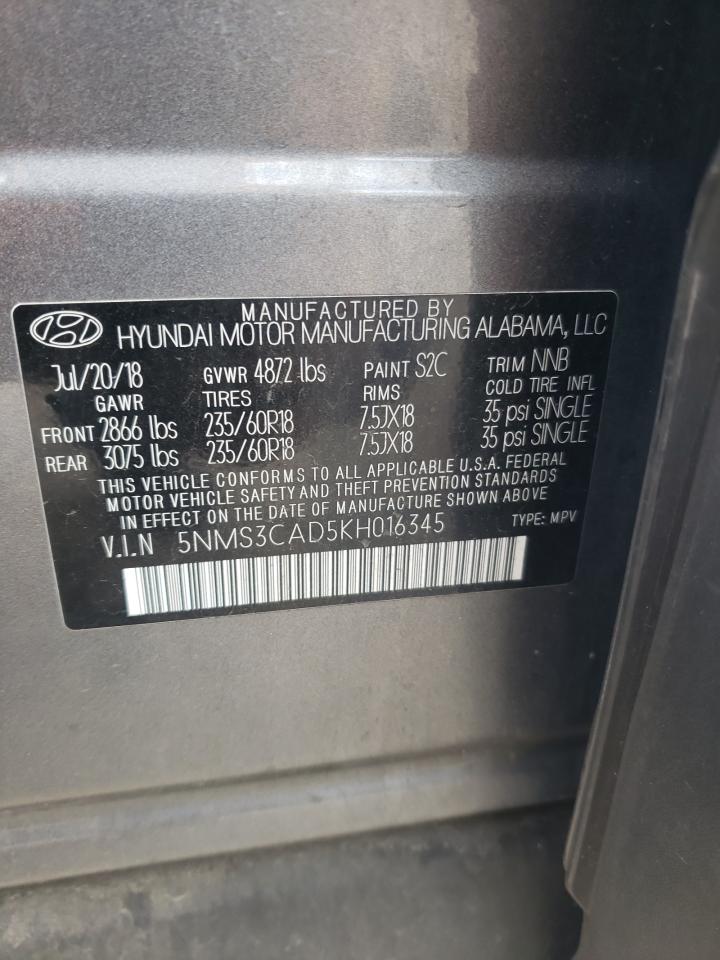 MANUFACTURED BY
HYUNDAI MOTOR MANUFACTURING ALABAMA, LLC
Jul/20/18 GVWR 4872 lbs PAINT S2C TRIM NNB
GAWR TIRES RIMS COLD TIRE INFL
FRONT 2866 lbs 235/60R18 7.5JX18 35 psi SINGLE
REAR 3075 lbs 235/60R18 7.5JX18 35 psi SINGLE
THIS VEHICLE CONFORMS TO ALL APPLICABLE U.S.A. FEDERAL
MOTOR VEHICLE SAFETY AND THEFT PREVENTION STANDARDS
IN EFFECT ON THE DATE OF MANUFACTURE SHOWN ABOVE
V.I.N 5NMS3CAD5KH016345 TYPE: MPV